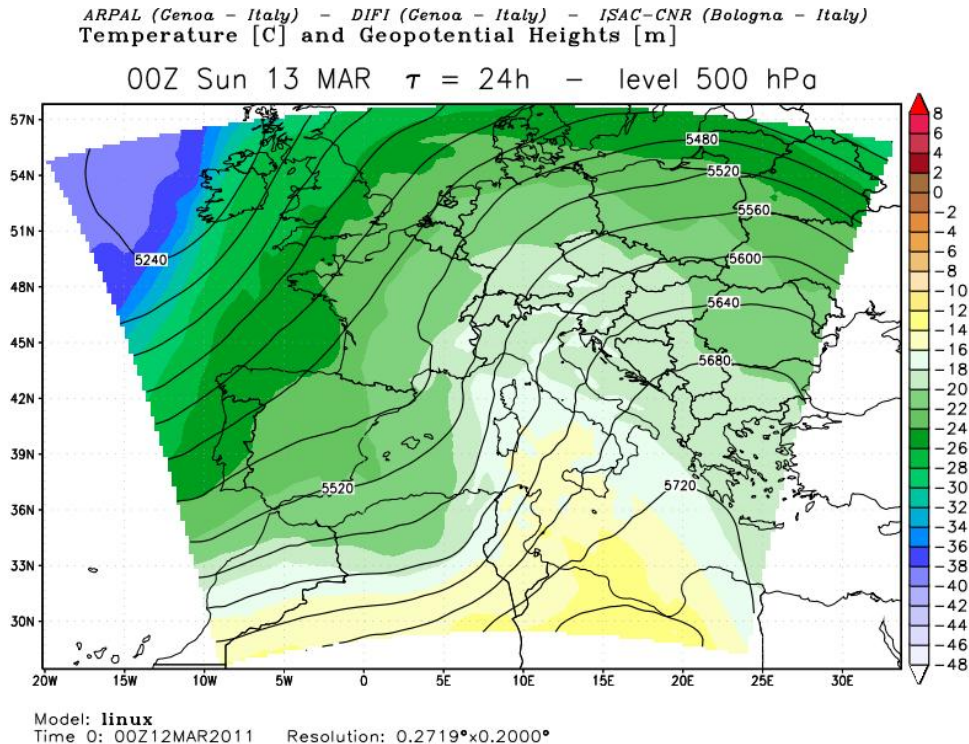 ARPAL (Genoa - Italy) - DIFI (Genoa - Italy) - ISAC-CNR (Bologna - Italy)
Temperature [C] and Geopotential Heights [m]
00Z Sun 13 MAR τ = 24h - level 500 hPa
57N
54N
51N
48N
45N
42N
39N
36N
33N
30N
5480
5520
5560
5240
5600
5640
5680
5520
5720
20W 15W 10W 5W 0 5E 10E 15E 20E 25E 30E
8
6
4
2
0
-2
-4
-6
-8
-10
-12
-14
-15
-16
-18
-20
-22
-24
-26
-28
-30
-32
-34
-36
-38
-40
-42
-44
-46
-48
Model: linux
Time 0: 00Z12MAR2011 Resolution: 0.2719°x0.2000°